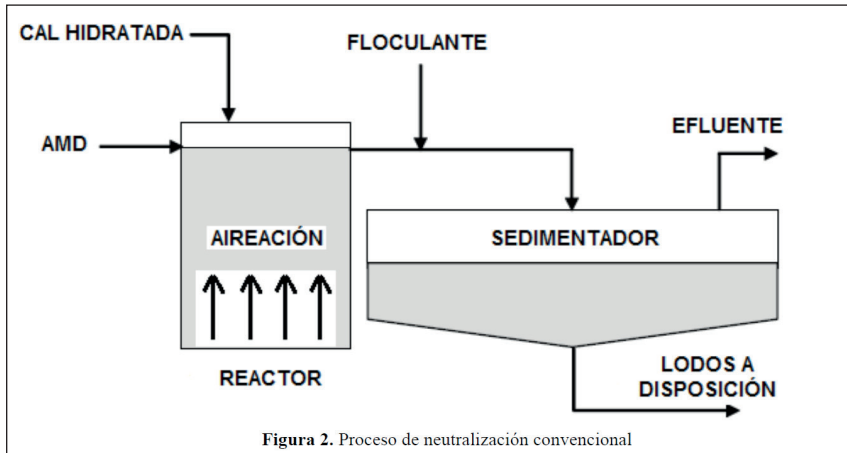 CAL HIDRATADA
FLOCULANTE
AMD
EFLUENTE
AIREACIÓN
SEDIMENTADOR
REACTOR
LODOS A
DISPOSICIÓN
Figura 2. Proceso de neutralización convencional